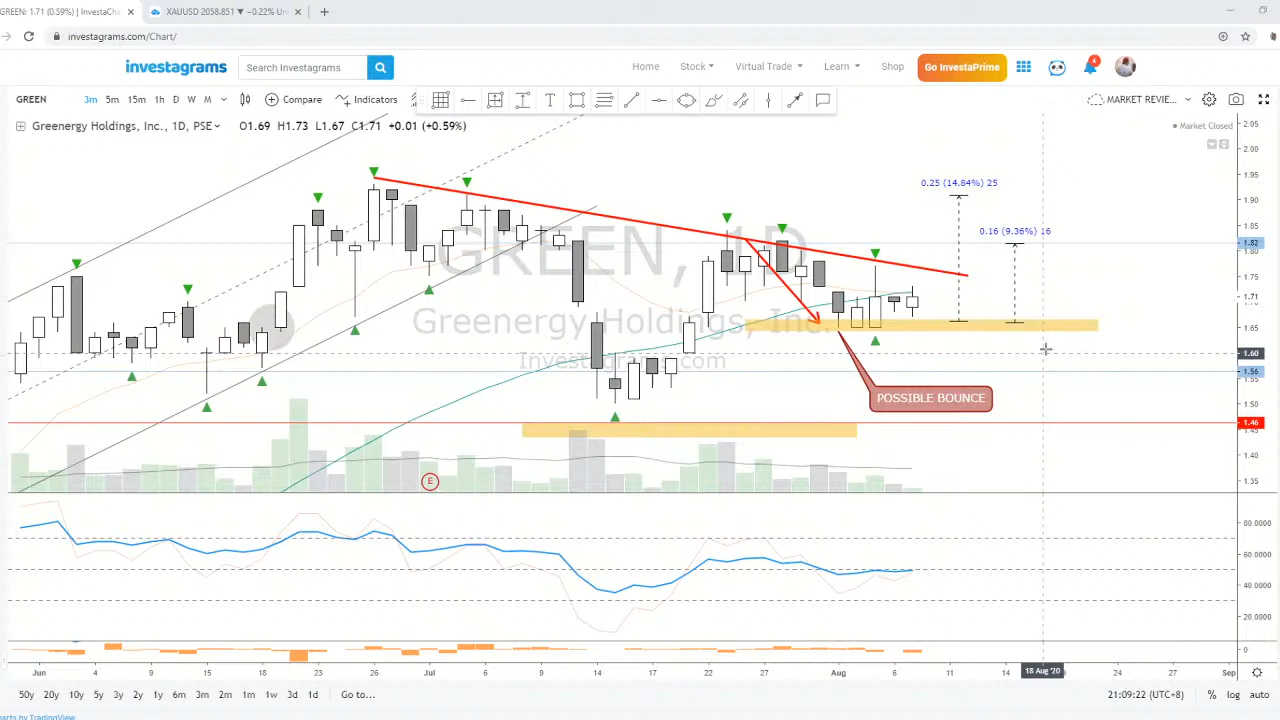 GREEN: 1.71 (0.59%) | InvestaCha
XAUUSD 2058.851 ▼ −0.22% Un
investagrams.com/Chart/
investagrams
Search Investagrams
Home
Stock
Virtual Trade
Learn
Shop
Go InvestaPrime
4
GREEN
3m 5m 15m 1h D W M
Compare
Indicators
MARKET REVIE...
Greenergy Holdings, Inc., 1D, PSE
O1.69 H1.73 L1.67 C1.71 +0.01 (+0.59%)
Market Closed
GREEN, 1D
Greenergy Holdings, Inc.
Investagrams.com
0.25 (14.84%) 25
0.16 (9.36%) 16
POSSIBLE BOUNCE
E
2.05
2.00
1.95
1.90
1.85
1.82
1.80
1.75
1.71
1.65
1.60
1.56
1.55
1.50
1.46
1.45
1.40
1.35
80.0000
60.0000
40.0000
20.0000
0
Jun 4 9 15 18 23 26 Jul 6 9 14 17 22 27 Aug 6 11 14 18 Aug '20 24 27 Sep
50y 20y 10y 5y 3y 2y 1y 6m 3m 2m 1m 1w 3d 1d Go to...
21:09:22 (UTC+8)
% log auto
arts by TradingView